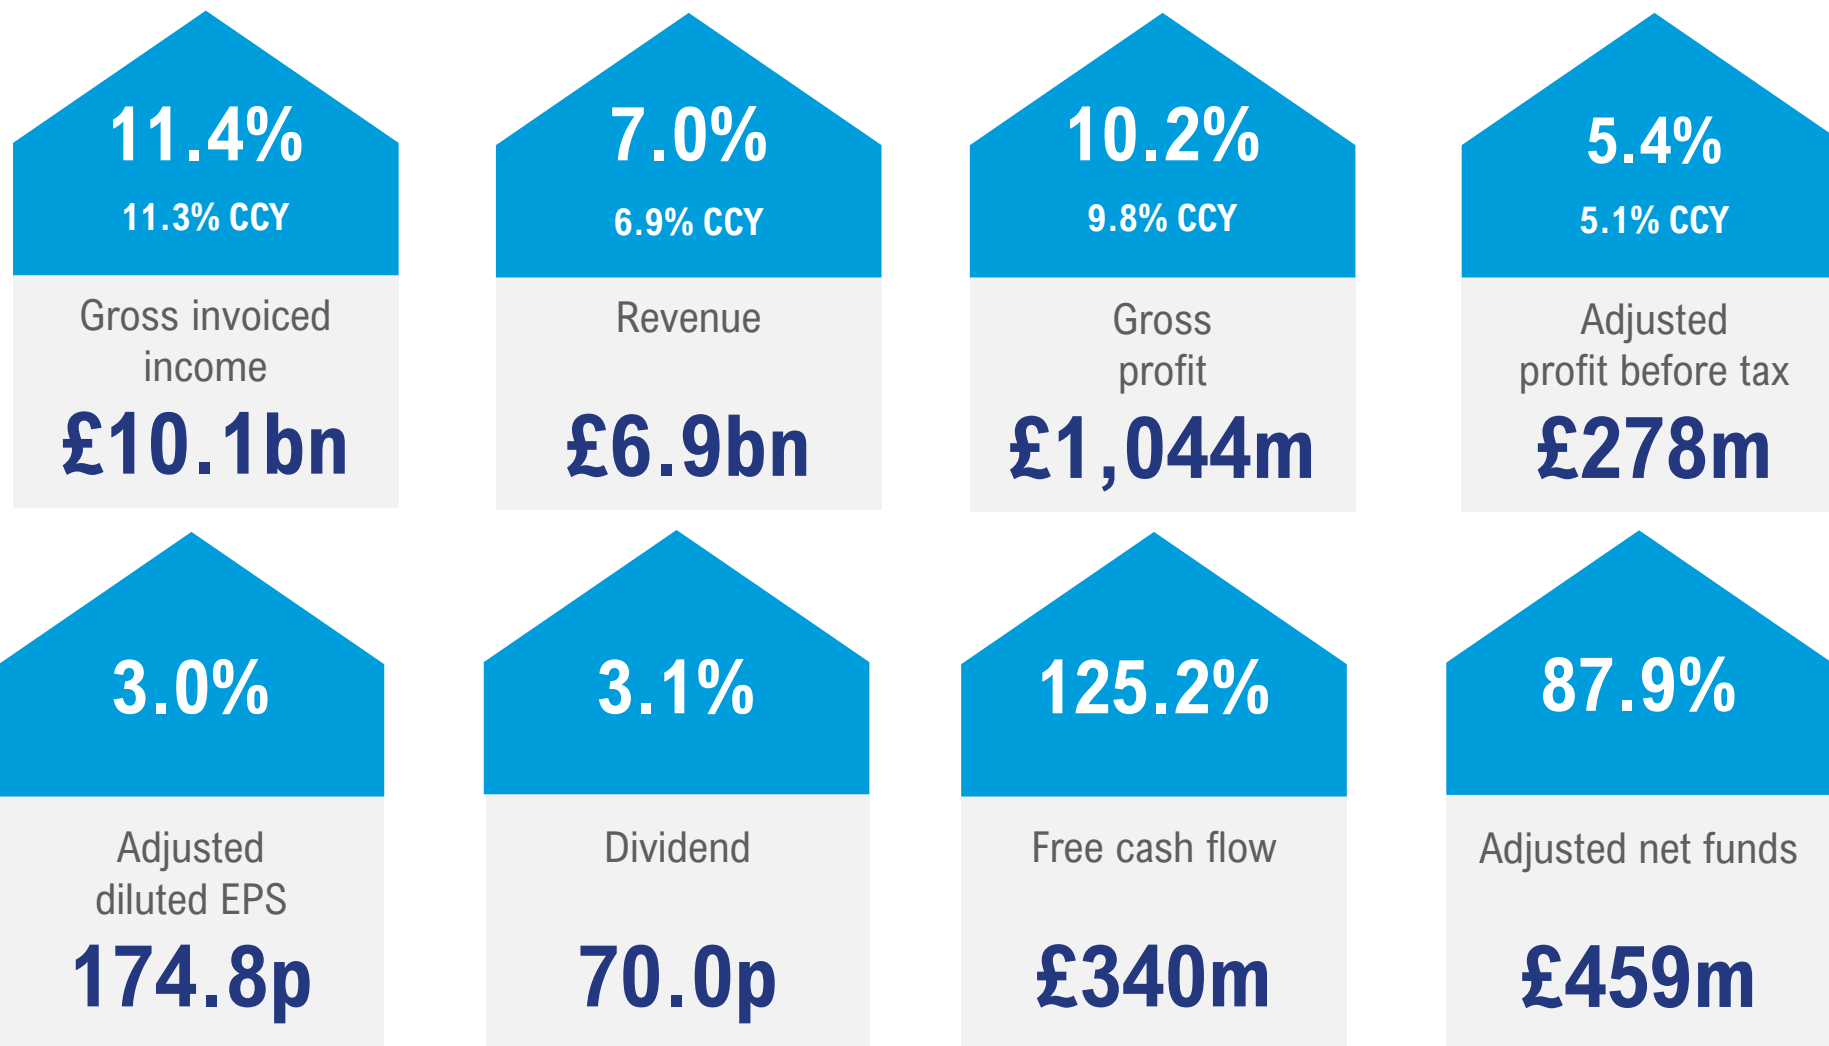 11.4%
11.3% CCY
Gross invoiced
income
£10.1bn
7.0%
6.9% CCY
Revenue
£6.9bn
10.2%
9.8% CCY
Gross
profit
£1,044m
5.4%
5.1% CCY
Adjusted
profit before tax
£278m
3.0%
Adjusted
diluted EPS
174.8p
3.1%
Dividend
70.0p
125.2%
Free cash flow
£340m
87.9%
Adjusted net funds
£459m